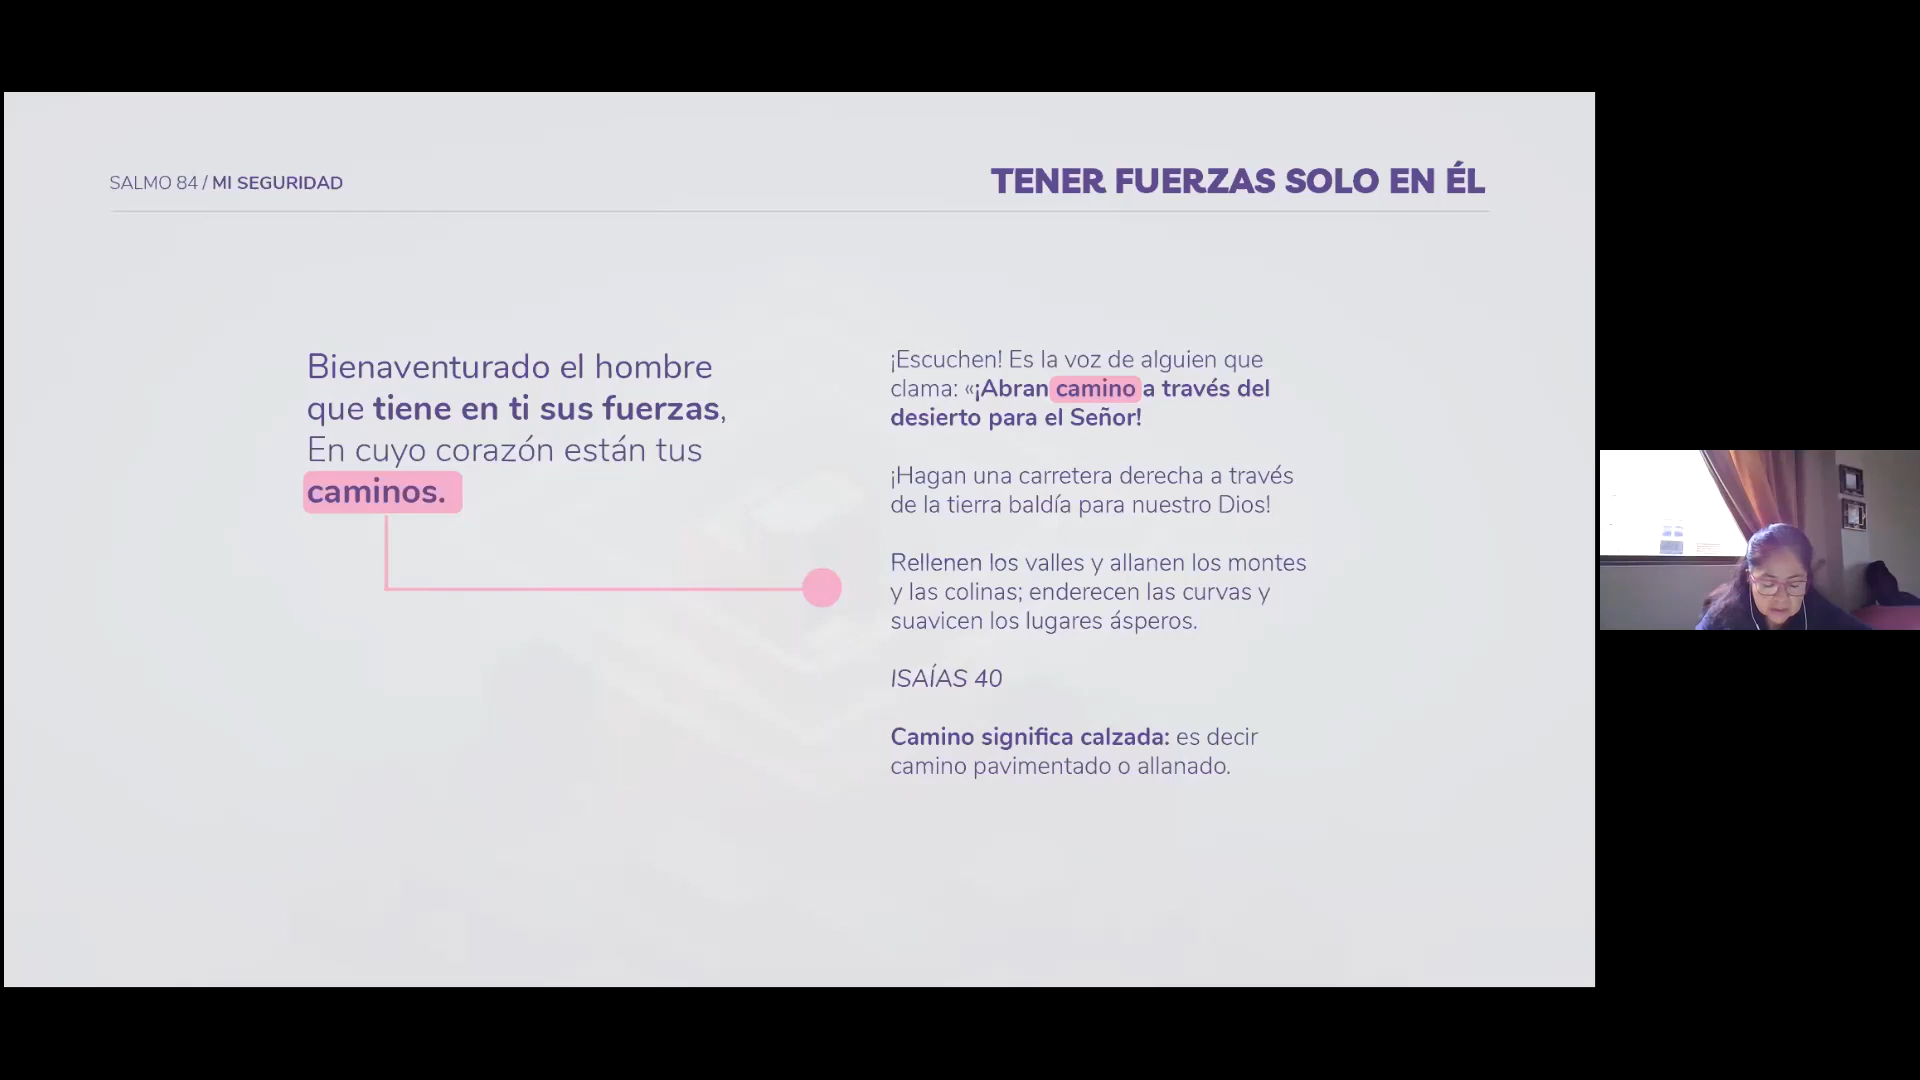 SALMO 84 / MI SEGURIDAD
TENER FUERZAS SOLO EN ÉL
Bienaventurado el hombre
que tiene en ti sus fuerzas,
En cuyo corazón están tus
caminos.
¡Escuchen! Es la voz de alguien que
clama: «¡Abran camino a través del
desierto para el Señor!
¡Hagan una carretera derecha a través
de la tierra baldía para nuestro Dios!
Rellenen los valles y allanen los montes
y las colinas; enderecen las curvas y
suavicen los lugares ásperos.
ISAÍAS 40
Camino significa calzada: es decir
camino pavimentado o allanado.